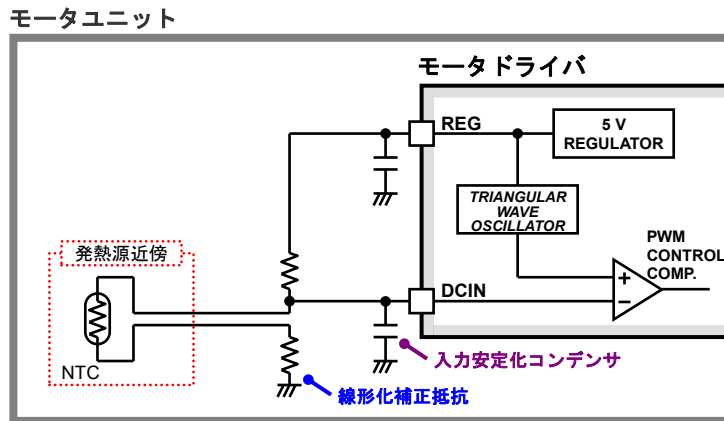 モータユニット
モータドライバ
REG
5 V
REGULATOR
TRIANGULAR
WAVE
OSCILLATOR
PWM
CONTROL
COMP.
発熱源近傍
DCIN
NTC
入力安定化コンデンサ
線形化補正抵抗